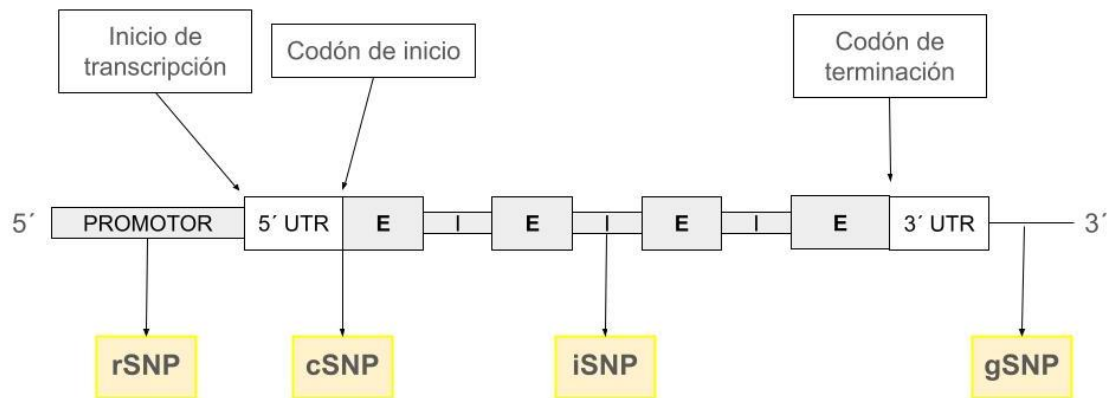 Inicio de
transcripción
Codón de inicio
Codón de
terminación
5´ PROMOTOR 5´ UTR E I E I E I E 3´ UTR 3´
rSNP cSNP iSNP gSNP